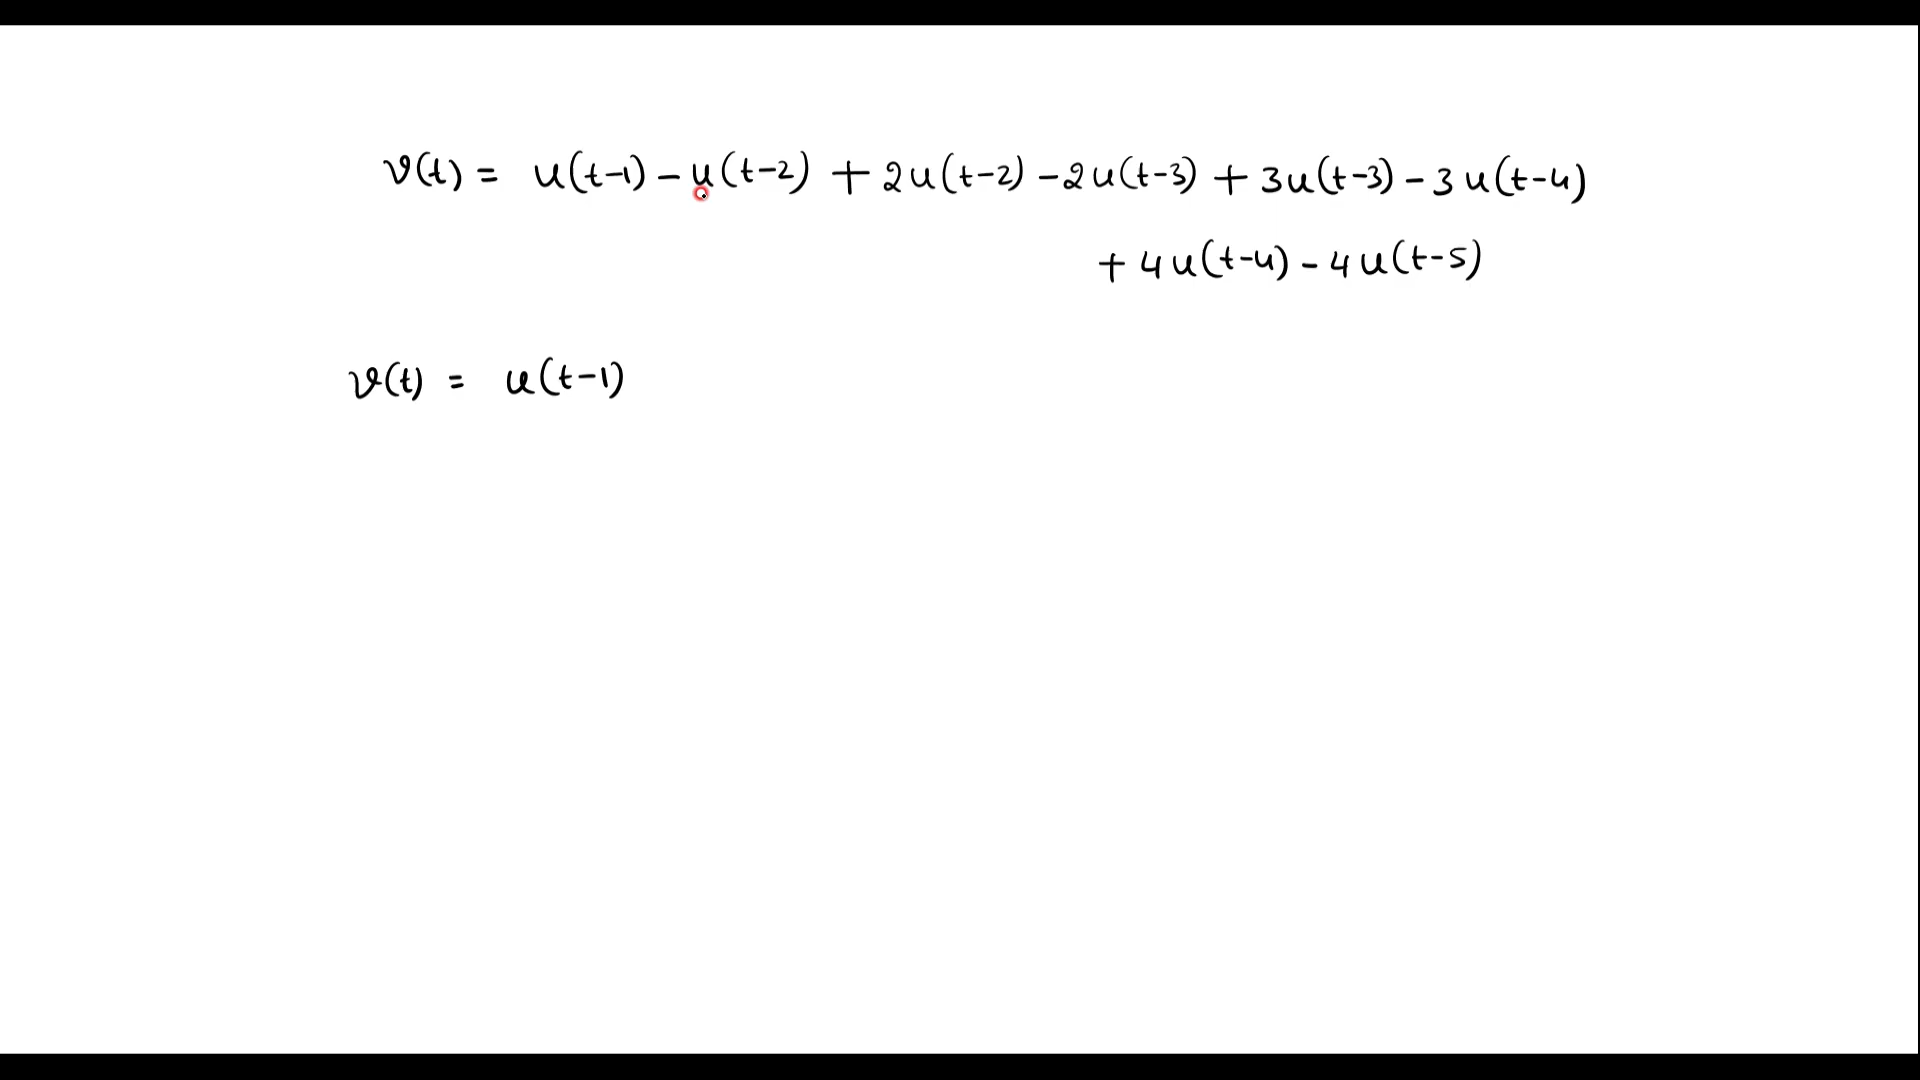 v(t) = u(t-1) - u(t-2) + 2u(t-2) - 2u(t-3) + 3u(t-3) - 3u(t-4)
+ 4u(t-4) - 4u(t-5)
v(t) = u(t-1)